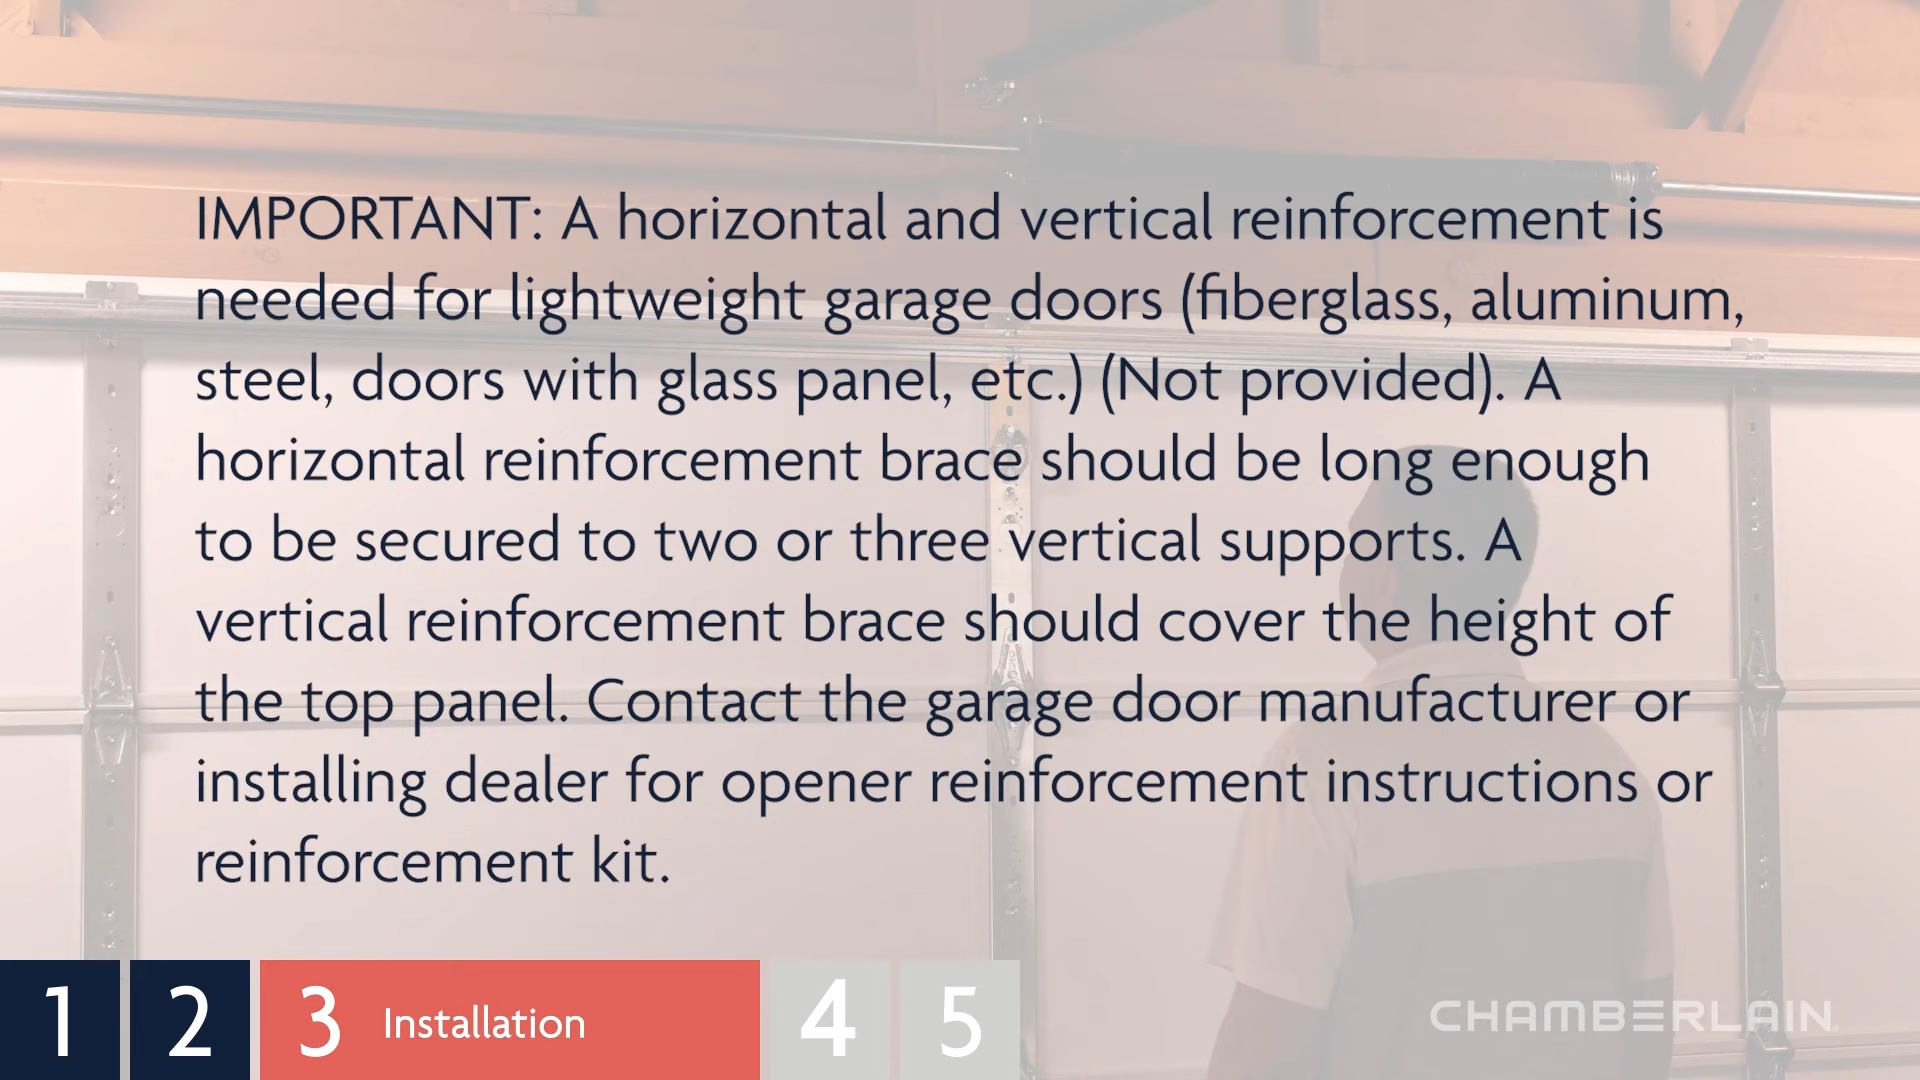 IMPORTANT: A horizontal and vertical reinforcement is
needed for lightweight garage doors (fiberglass, aluminum,
steel, doors with glass panel, etc.) (Not provided). A
horizontal reinforcement brace should be long enough
to be secured to two or three vertical supports. A
vertical reinforcement brace should cover the height of
the top panel. Contact the garage door manufacturer or
installing dealer for opener reinforcement instructions or
reinforcement kit.
1 2 3 Installation 4 5
CHAMBERLAIN